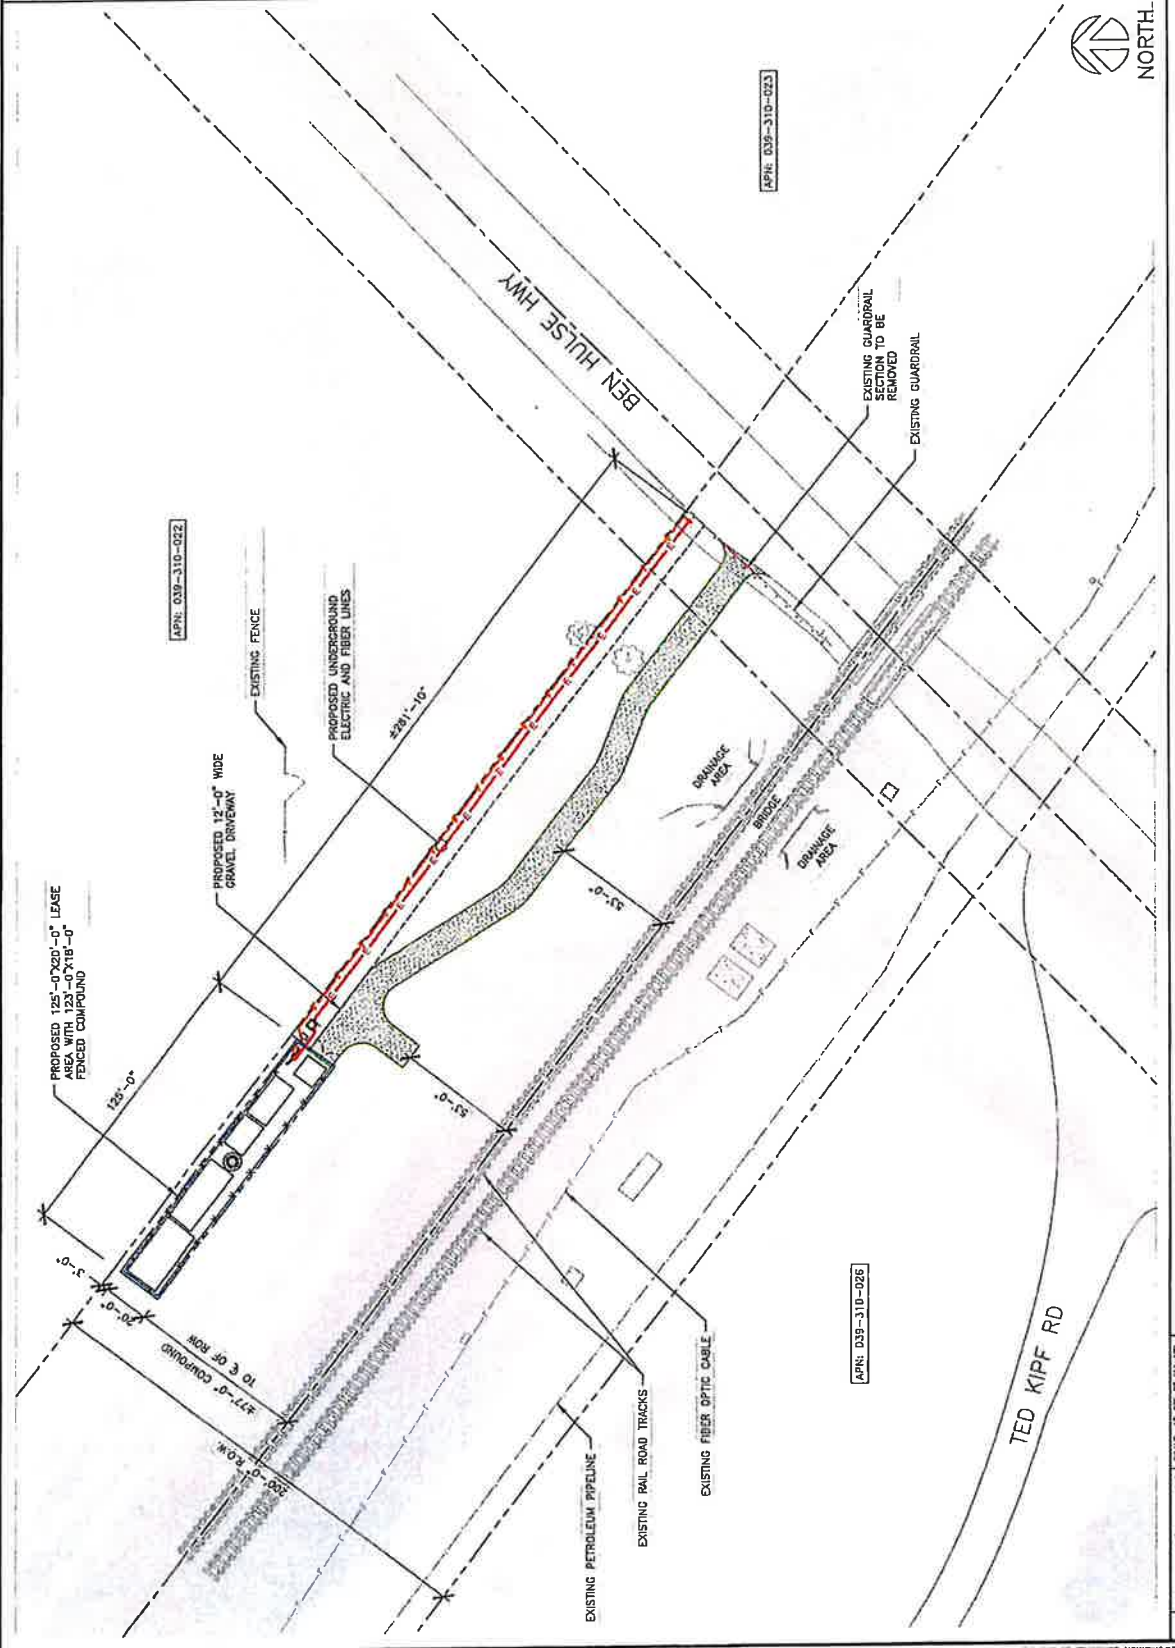 PROPOSED 125'-0"X20'-0" LEASE
AREA WITH 123'-0"X18'-0"
FENCED COMPOUND
PROPOSED 12'-0" WIDE
GRAVEL DRIVEWAY
EXISTING FENCE
PROPOSED UNDERGROUND
ELECTRIC AND FIBER LINES
APN: 039-310-022
APN: 039-310-023
BEN HULSE HWY
NORTH
EXISTING GUARDRAIL
SECTION TO BE
REMOVED
EXISTING GUARDRAIL
125'-0"
±281'-10"
3'-0"
20'-0"
±77'-0" COMPOUND
TO ℄ OF ROW
200'-0" R.O.W.
53'-0"
53'-0"
DRAINAGE
AREA
BRIDGE
DRAINAGE
AREA
EXISTING PETROLEUM PIPELINE
EXISTING RAIL ROAD TRACKS
EXISTING FIBER OPTIC CABLE
APN: 039-310-026
TED KIPF RD